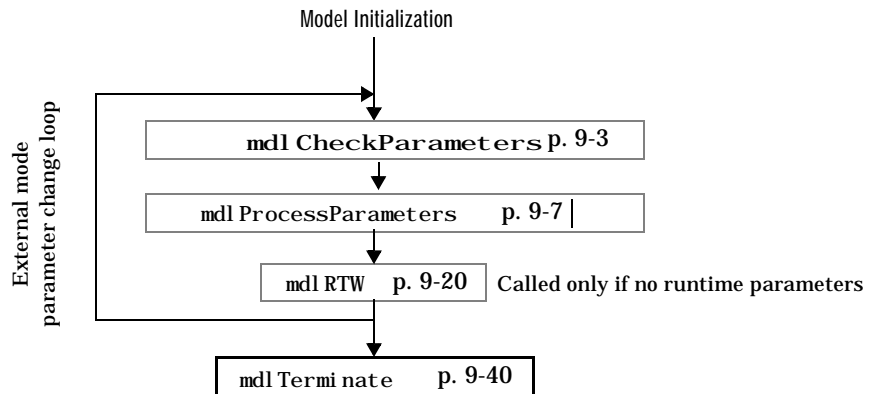 Model Initialization
External mode
parameter change loop
mdlCheckParameters p. 9-3
mdlProcessParameters p. 9-7
mdlRTW p. 9-20 Called only if no runtime parameters
mdlTerminate p. 9-40